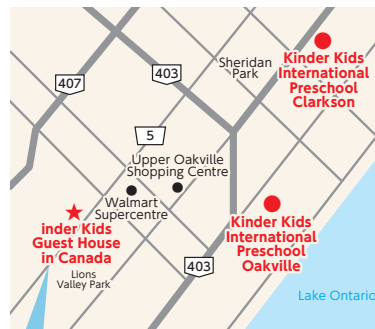 Sheridan
Park
Kinder Kids
International
Preschool
Clarkson
407
403
5
Upper Oakville
Shopping Centre
Walmart
Supercentre
inder Kids
Guest House
in Canada
Lions
Valley Park
Kinder Kids
International
Preschool
Oakville
403
Lake Ontario